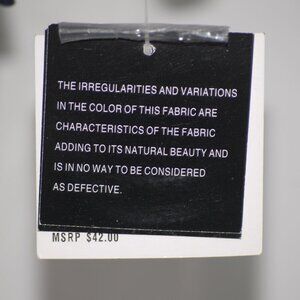 THE IRREGULARITIES AND VARIATIONS
IN THE COLOR OF THIS FABRIC ARE
CHARACTERISTICS OF THE FABRIC
ADDING TO ITS NATURAL BEAUTY AND
IS IN NO WAY TO BE CONSIDERED
AS DEFECTIVE.
MSRP $42.00